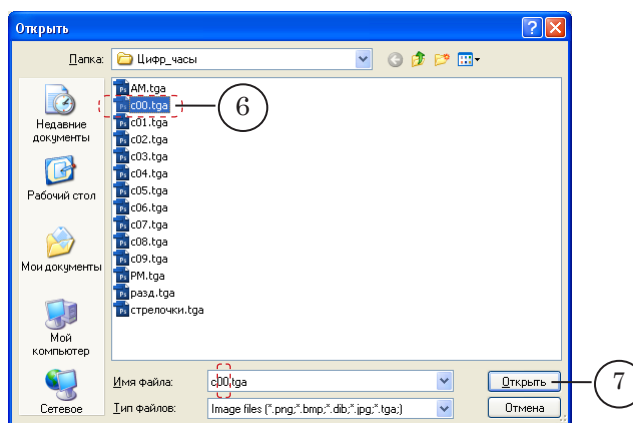 Открыть
Папка: Цифр_часы
AM.tga
c00.tga
6
c01.tga
c02.tga
c03.tga
c04.tga
c05.tga
c06.tga
c07.tga
c08.tga
c09.tga
PM.tga
разд.tga
стрелочки.tga
Недавние
документы
Рабочий стол
Мои документы
Мой
компьютер
Сетевое
Имя файла: c00.tga Открыть
7
Тип файлов: Image files (*.png;*.bmp;*.dib;*.jpg;*.tga;) Отмена